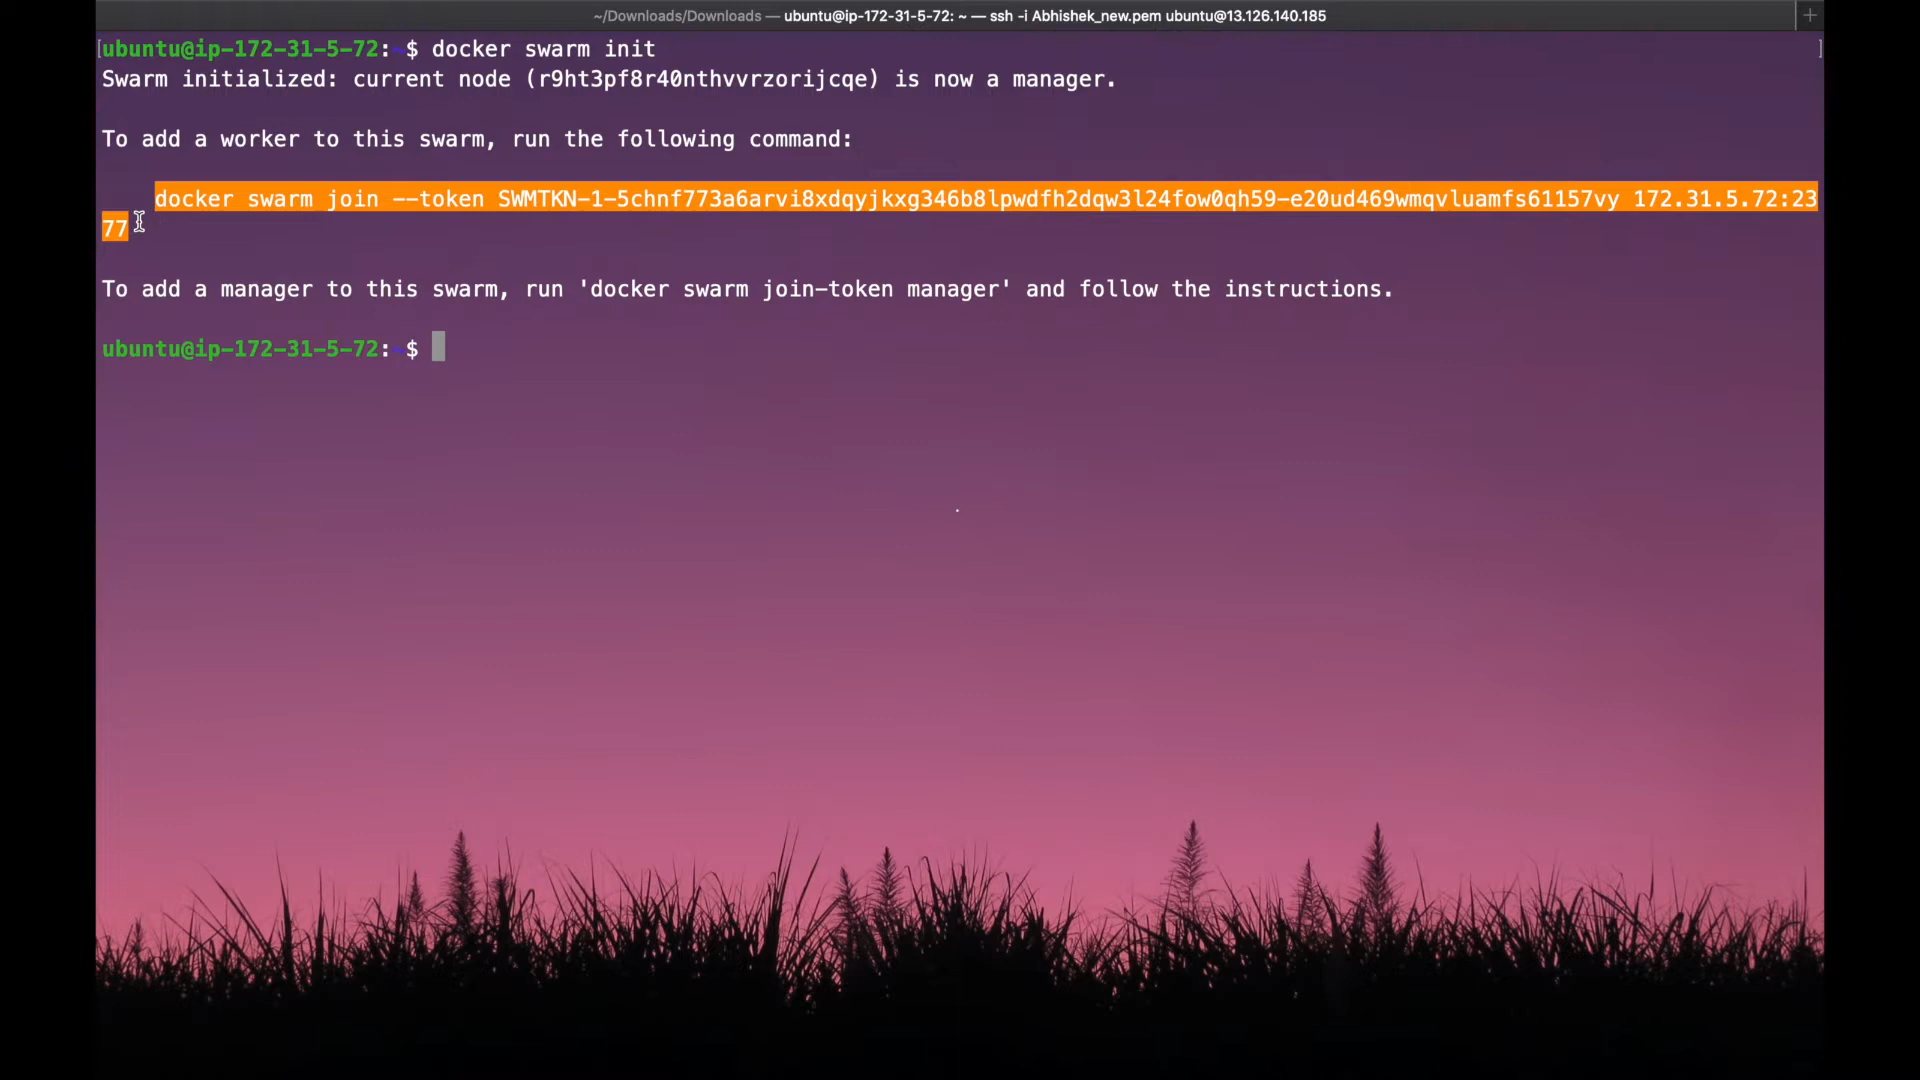 ~/Downloads/Downloads — ubuntu@ip-172-31-5-72: ~ — ssh -i Abhishek_new.pem ubuntu@13.126.140.185
[ubuntu@ip-172-31-5-72:~$ docker swarm init ]
Swarm initialized: current node (r9ht3pf8r40nthvvrzorijcqe) is now a manager.
To add a worker to this swarm, run the following command:
docker swarm join --token SWMTKN-1-5chnf773a6arvi8xdqyjkxg346b8lpwdfh2dqw3l24fow0qh59-e20ud469wmqvluamfs61157vy 172.31.5.72:23
77
To add a manager to this swarm, run 'docker swarm join-token manager' and follow the instructions.
ubuntu@ip-172-31-5-72:~$